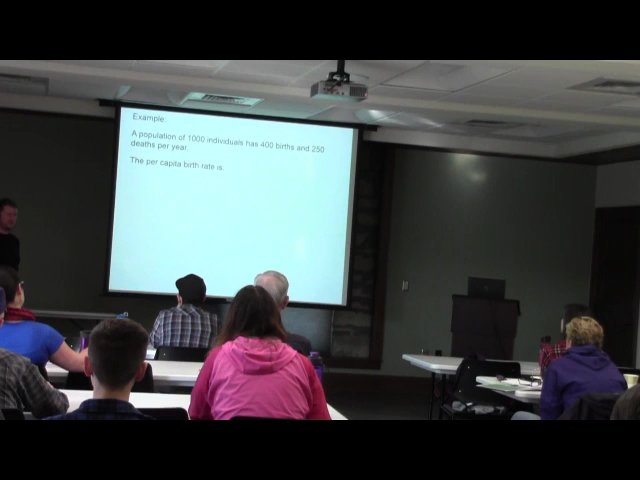 Example:
A population of 1000 individuals has 400 births and 250
deaths per year.
The per capita birth rate is: